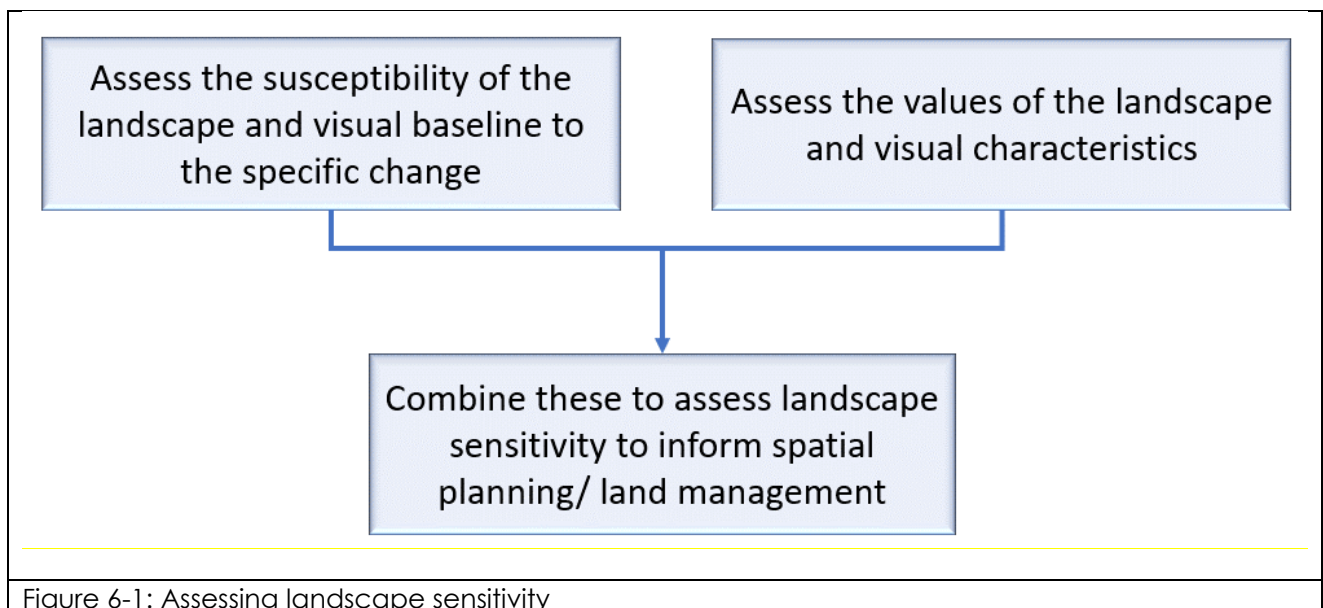 Assess the susceptibility of the
landscape and visual baseline to
the specific change
Assess the values of the landscape
and visual characteristics
Combine these to assess landscape
sensitivity to inform spatial
planning/ land management
Figure 6-1: Assessing landscape sensitivity